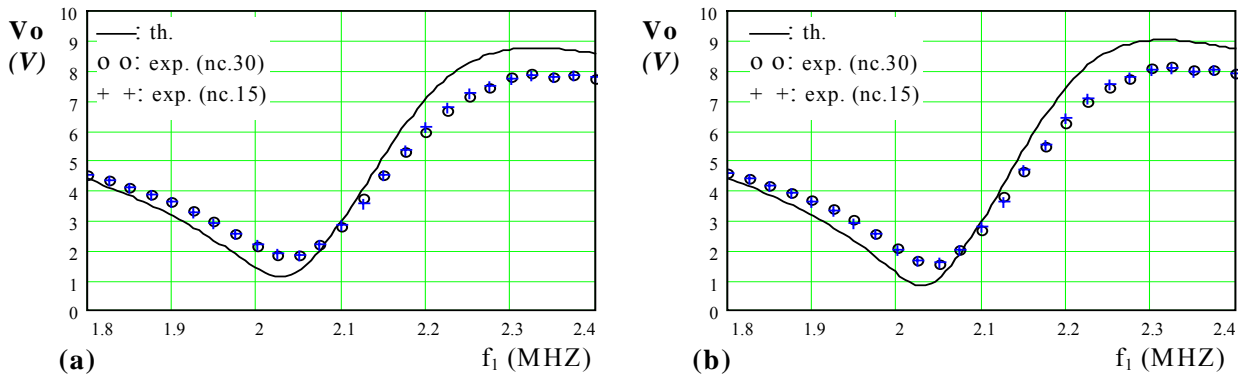 Vo
(V)
10
9
8
7
6
5
4
3
2
1
0
: th.
o o: exp. (nc.30)
+ +: exp. (nc.15)
1.8 1.9 2 2.1 2.2 2.3 2.4
(a)
f₁ (MHZ)
Vo
(V)
10
9
8
7
6
5
4
3
2
1
0
: th.
o o: exp. (nc.30)
+ +: exp. (nc.15)
1.8 1.9 2 2.1 2.2 2.3 2.4
(b)
f₁ (MHZ)